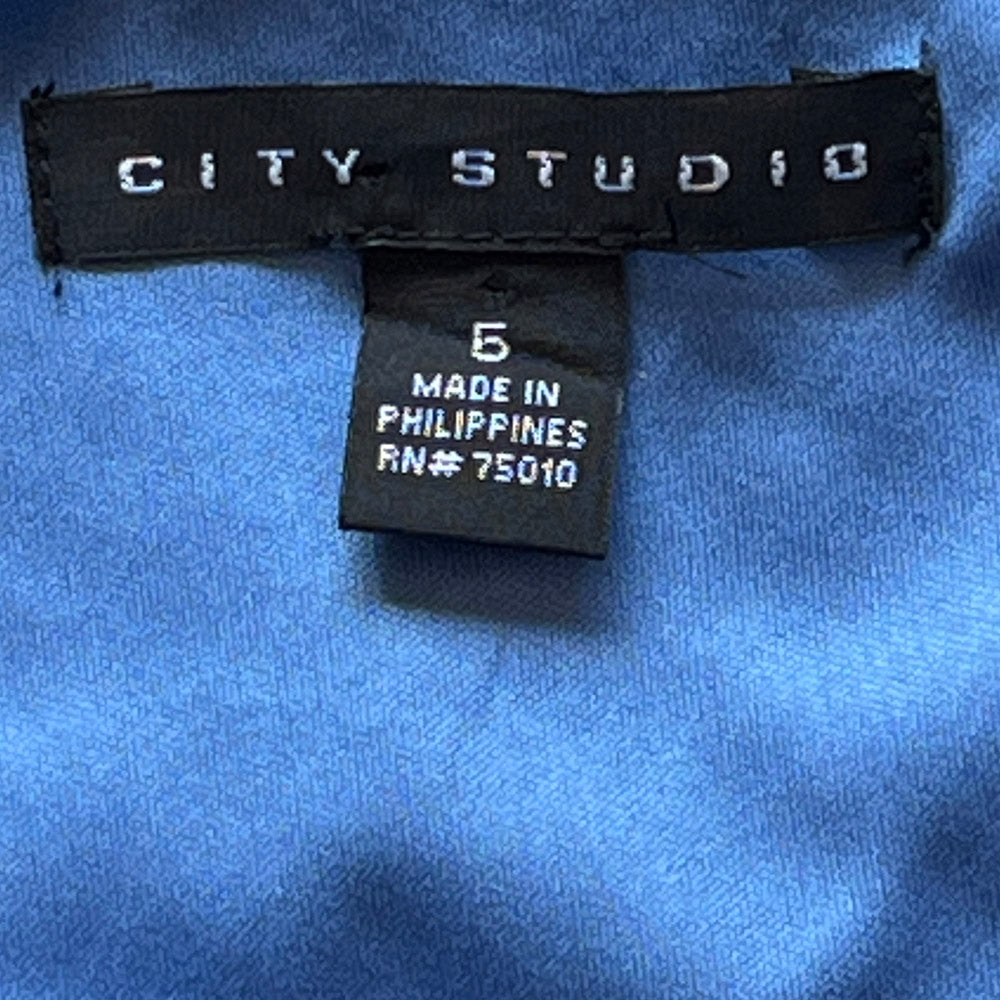 CITY STUDIO
5
MADE IN
PHILIPPINES
RN# 75010